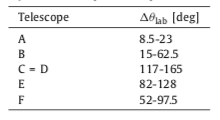 Telescope Δθlab [deg]
A 8.5-23
B 15-62.5
C = D 117-165
E 82-128
F 52-97.5